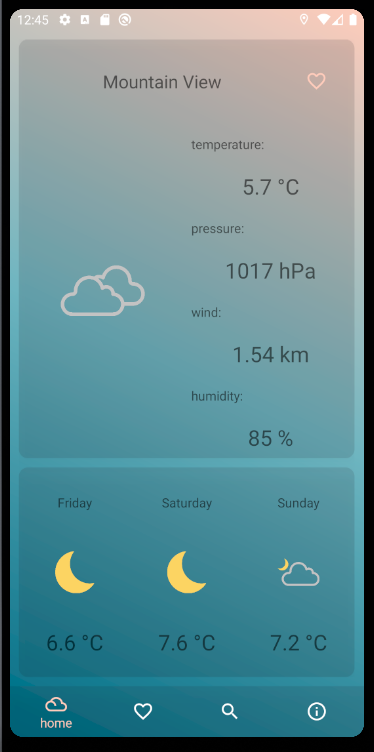 12:45
Mountain View
temperature:
5.7 °C
pressure:
1017 hPa
wind:
1.54 km
humidity:
85 %
Friday Saturday Sunday
6.6 °C 7.6 °C 7.2 °C
home